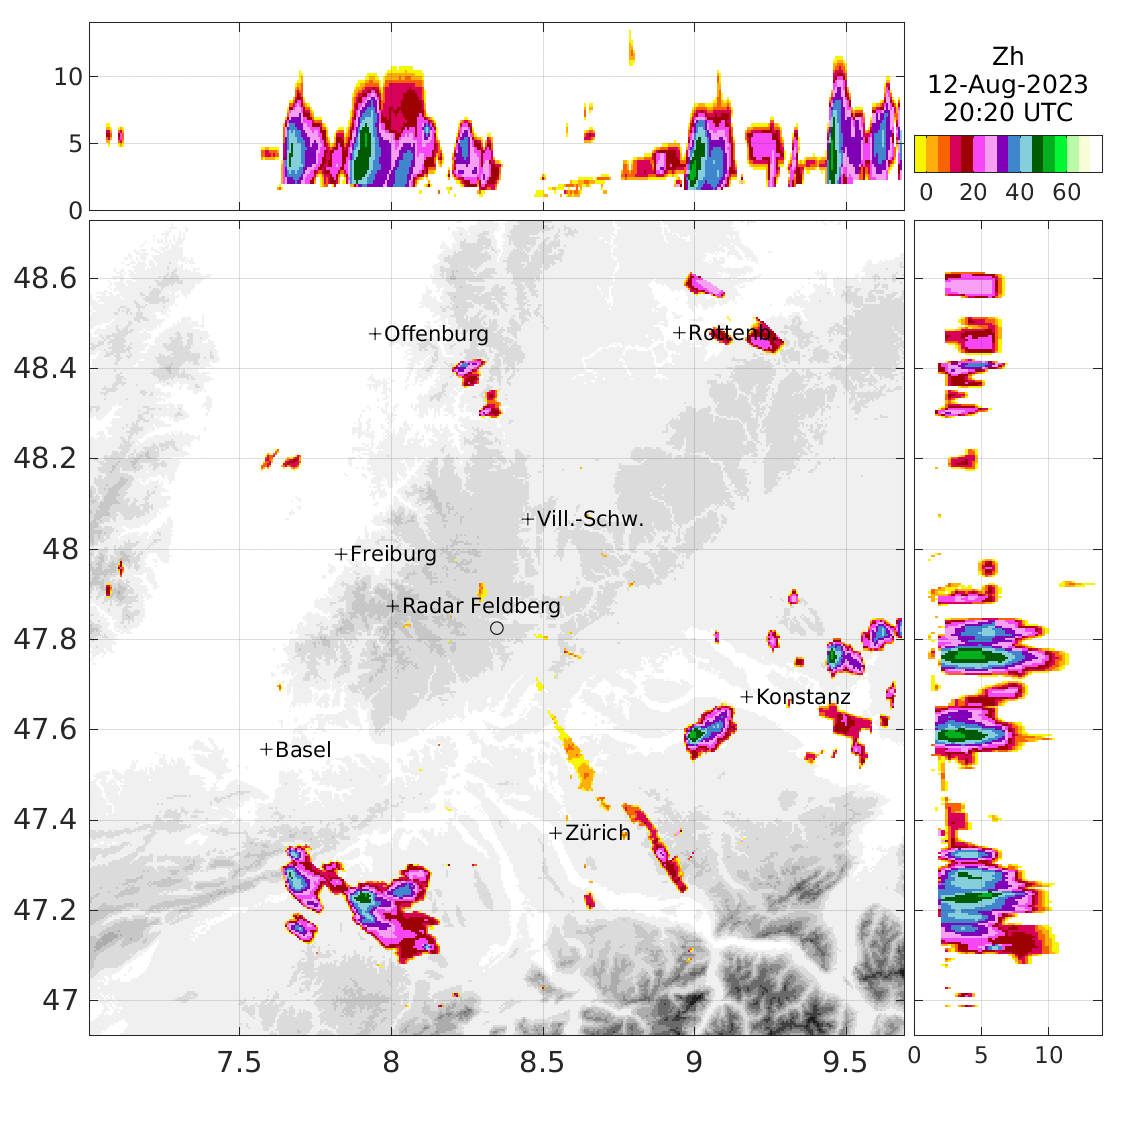 10
5
0
Zh
12-Aug-2023
20:20 UTC
0 20 40 60
48.6
48.4
48.2
48
47.8
47.6
47.4
47.2
47
+Offenburg
+Rottenb.
+Vill.-Schw.
+Freiburg
+Radar Feldberg
+Konstanz
+Basel
+Zürich
7.5 8 8.5 9 9.5
0 5 10